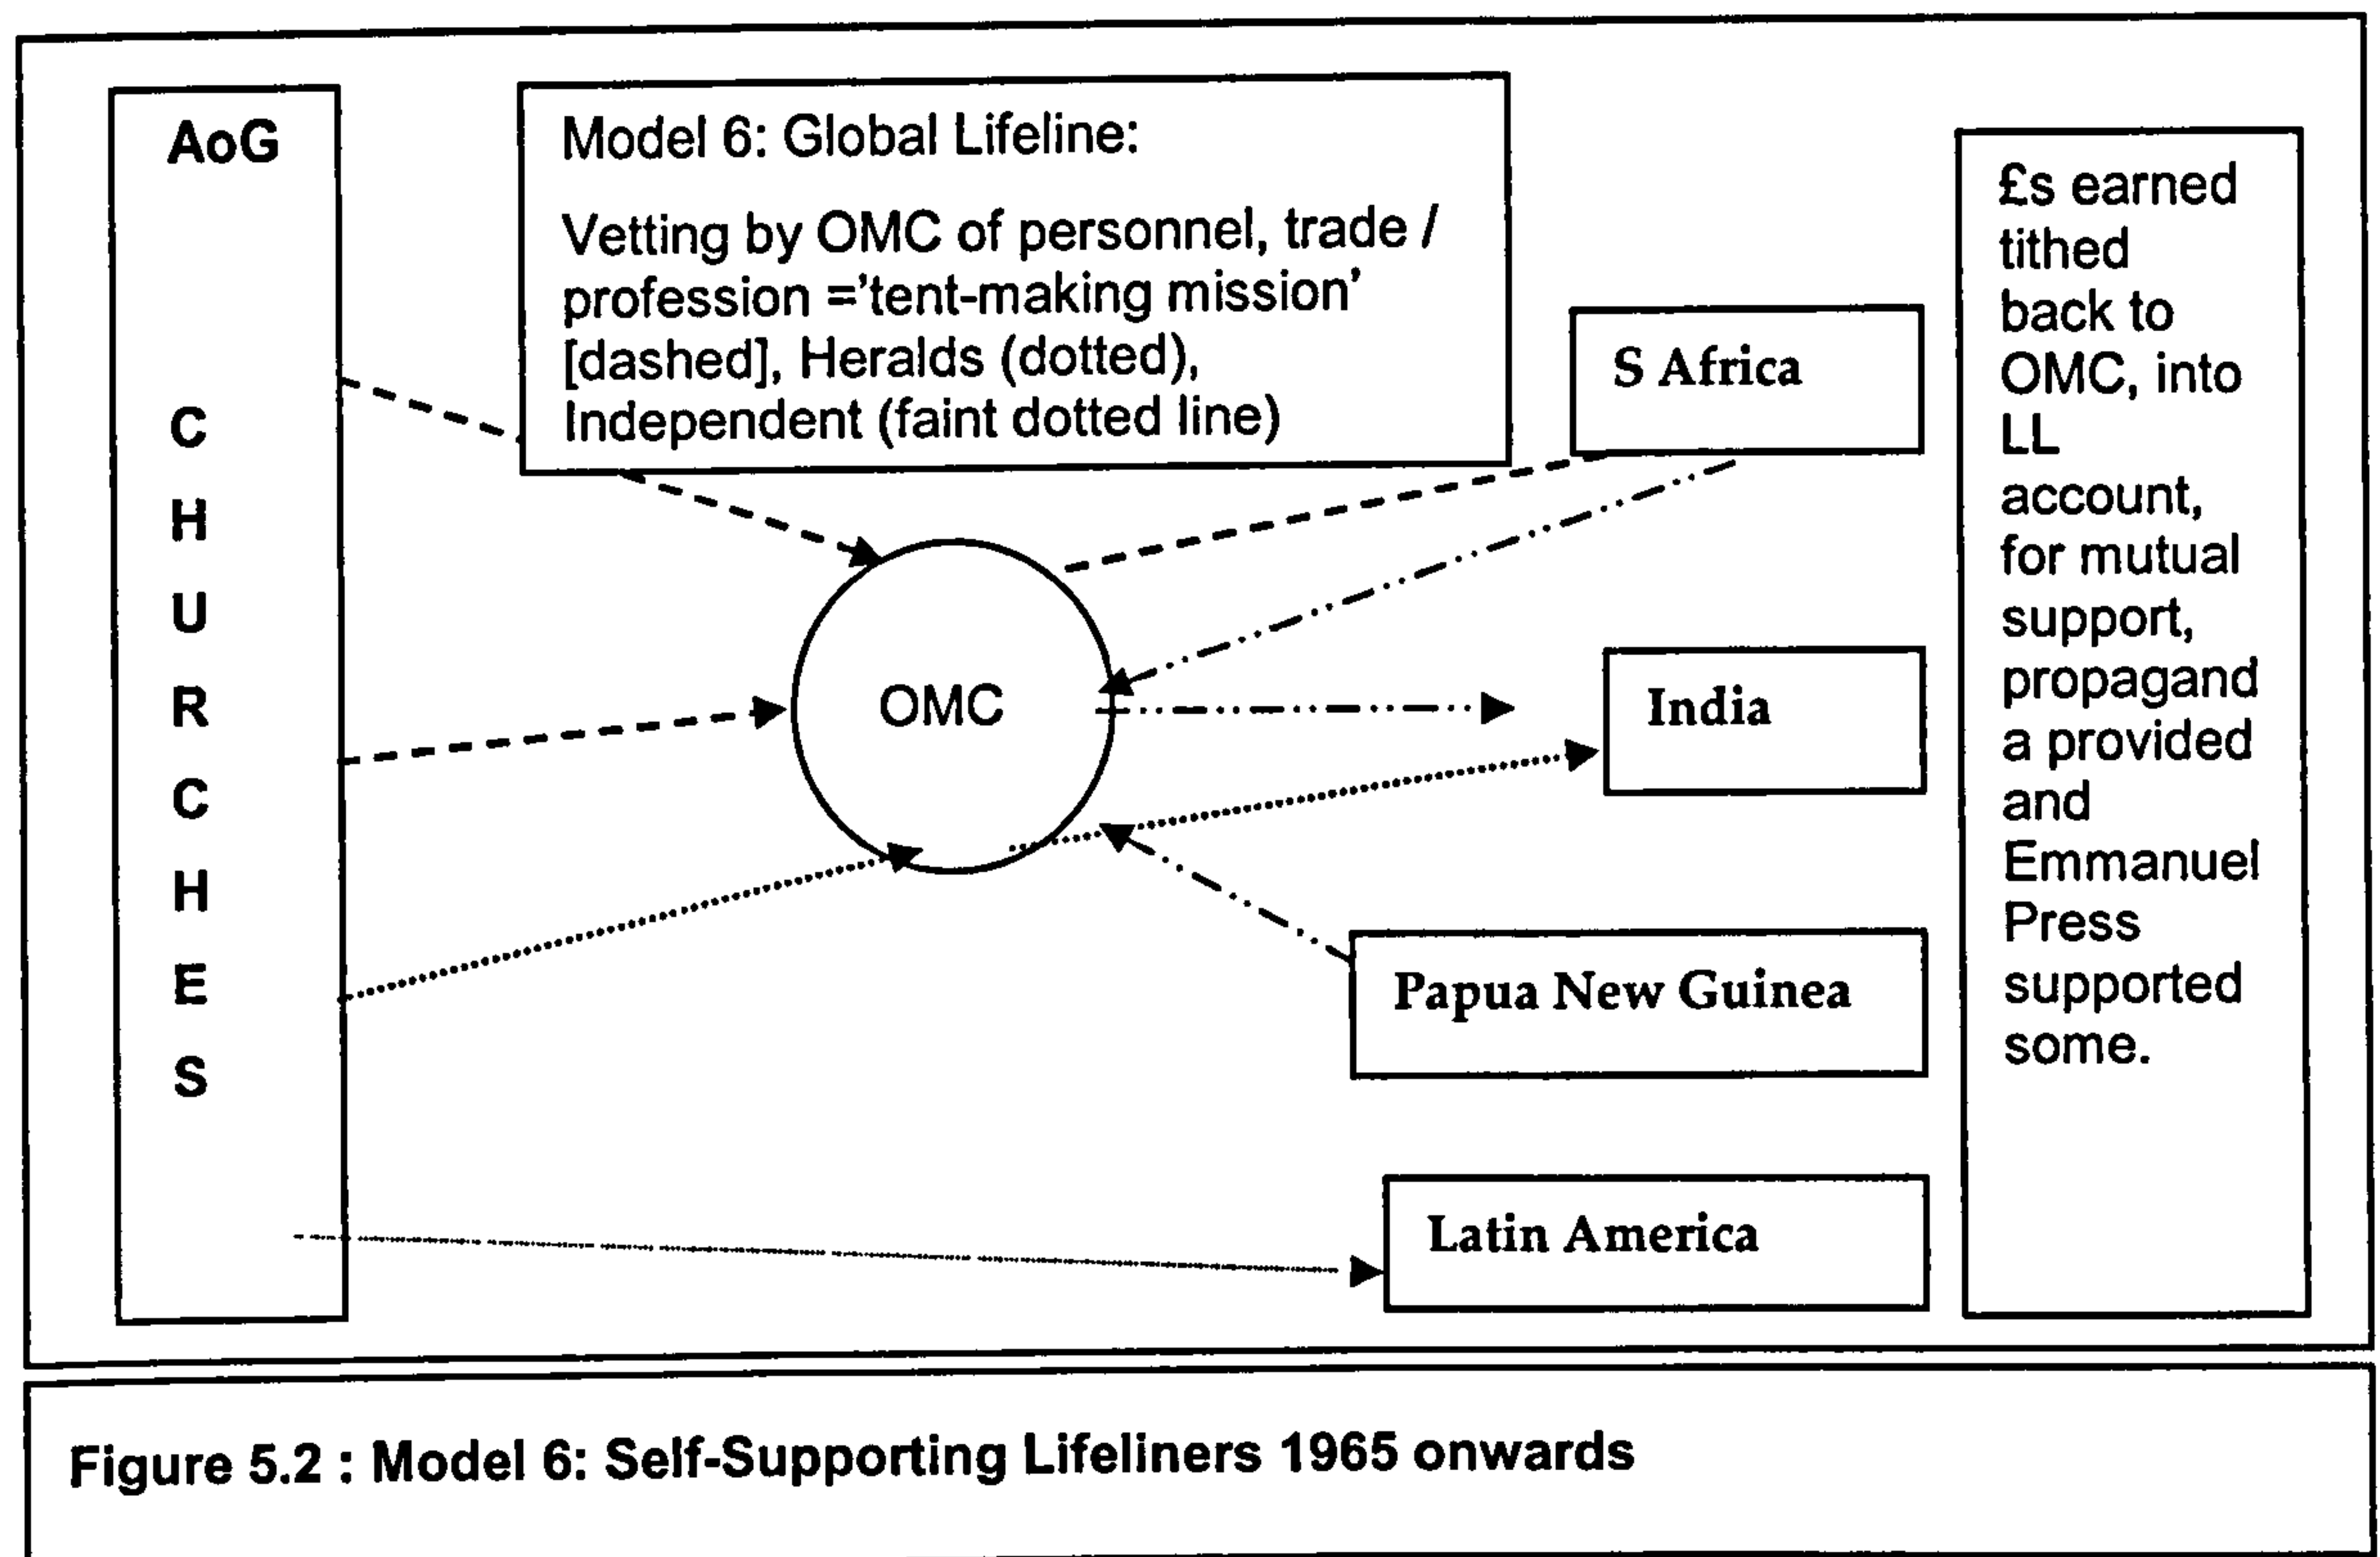 AoG
C
H
U
R
C
H
E
S
Model 6: Global Lifeline:
Vetting by OMC of personnel, trade /
profession ='tent-making mission'
[dashed], Heralds (dotted),
Independent (faint dotted line)
OMC
S Africa
India
Papua New Guinea
Latin America
£s earned
tithed
back to
OMC, into
LL
account,
for mutual
support,
propagand
a provided
and
Emmanuel
Press
supported
some.
Figure 5.2 : Model 6: Self-Supporting Lifeliners 1965 onwards